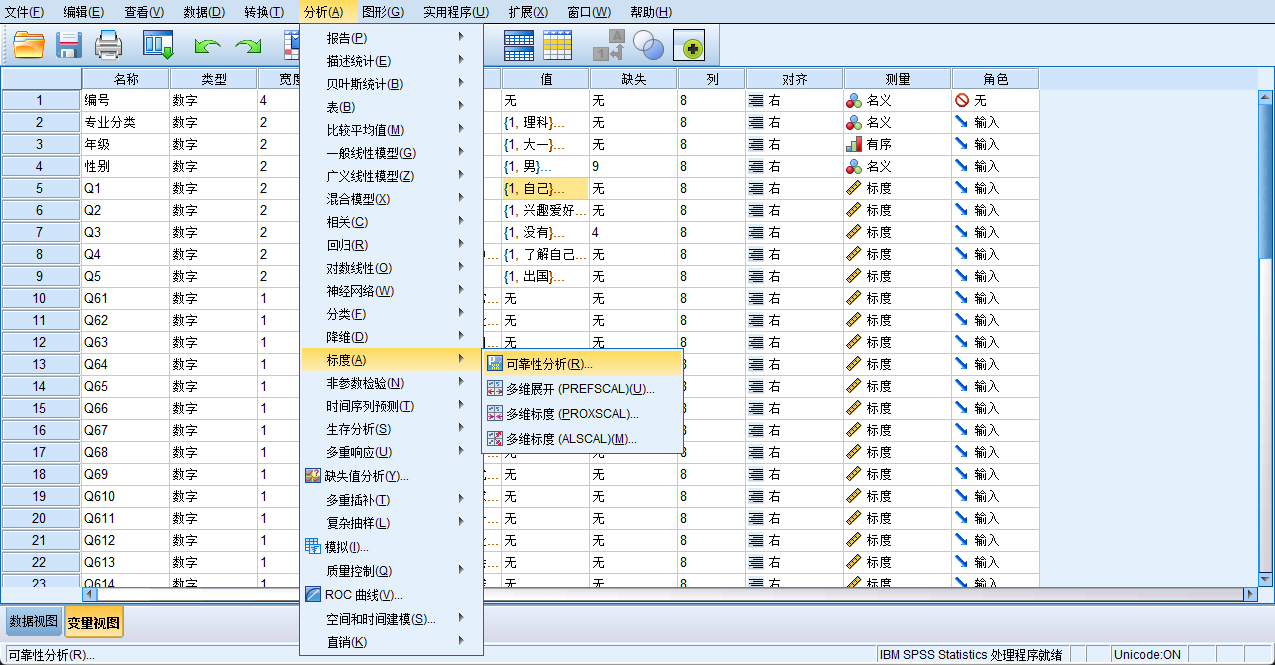 文件(F) 编辑(E) 查看(V) 数据(D) 转换(T) 分析(A) 图形(G) 实用程序(U) 扩展(X) 窗口(W) 帮助(H)
名称 类型 宽度 值 缺失 列 对齐 测量 角色
1 编号 数字 4 无 无 8 右 名义 无
2 专业分类 数字 2 {1, 理科}... 无 8 右 名义 输入
3 年级 数字 2 {1, 大一}... 无 8 右 有序 输入
4 性别 数字 2 {1, 男}... 9 8 右 名义 输入
5 Q1 数字 2 {1, 自己}... 无 8 右 标度 输入
6 Q2 数字 2 {1, 兴趣爱好... 无 8 右 标度 输入
7 Q3 数字 2 {1, 没有}... 4 8 右 标度 输入
8 Q4 数字 2 {1, 了解自己... 无 8 右 标度 输入
9 Q5 数字 2 {1, 出国}... 无 8 右 标度 输入
10 Q61 数字 1 无 无 8 右 标度 输入
11 Q62 数字 1 无 无 8 右 标度 输入
12 Q63 数字 1 无 无 8 右 标度 输入
13 Q64 数字 1 右 标度 输入
14 Q65 数字 1 右 标度 输入
15 Q66 数字 1 右 标度 输入
16 Q67 数字 1 右 标度 输入
17 Q68 数字 1 无 无 8 右 标度 输入
18 Q69 数字 1 无 无 8 右 标度 输入
19 Q610 数字 1 无 无 8 右 标度 输入
20 Q611 数字 1 无 无 8 右 标度 输入
21 Q612 数字 1 无 无 8 右 标度 输入
22 Q613 数字 1 无 无 8 右 标度 输入
23 Q614 数字 1 无 无 8 右 标度 输入
报告(P)
描述统计(E)
贝叶斯统计(B)
表(B)
比较平均值(M)
一般线性模型(G)
广义线性模型(Z)
混合模型(X)
相关(C)
回归(R)
对数线性(O)
神经网络(W)
分类(F)
降维(D)
标度(A)
非参数检验(N)
时间序列预测(T)
生存分析(S)
多重响应(U)
缺失值分析(Y)...
多重插补(T)
复杂抽样(L)
模拟(I)...
质量控制(Q)
ROC 曲线(V)...
空间和时间建模(S)...
直销(K)
可靠性分析(R)...
多维展开 (PREFSCAL)(U)...
多维标度 (PROXSCAL)...
多维标度 (ALSCAL)(M)...
数据视图 变量视图
可靠性分析(R)... IBM SPSS Statistics 处理程序就绪 Unicode:ON